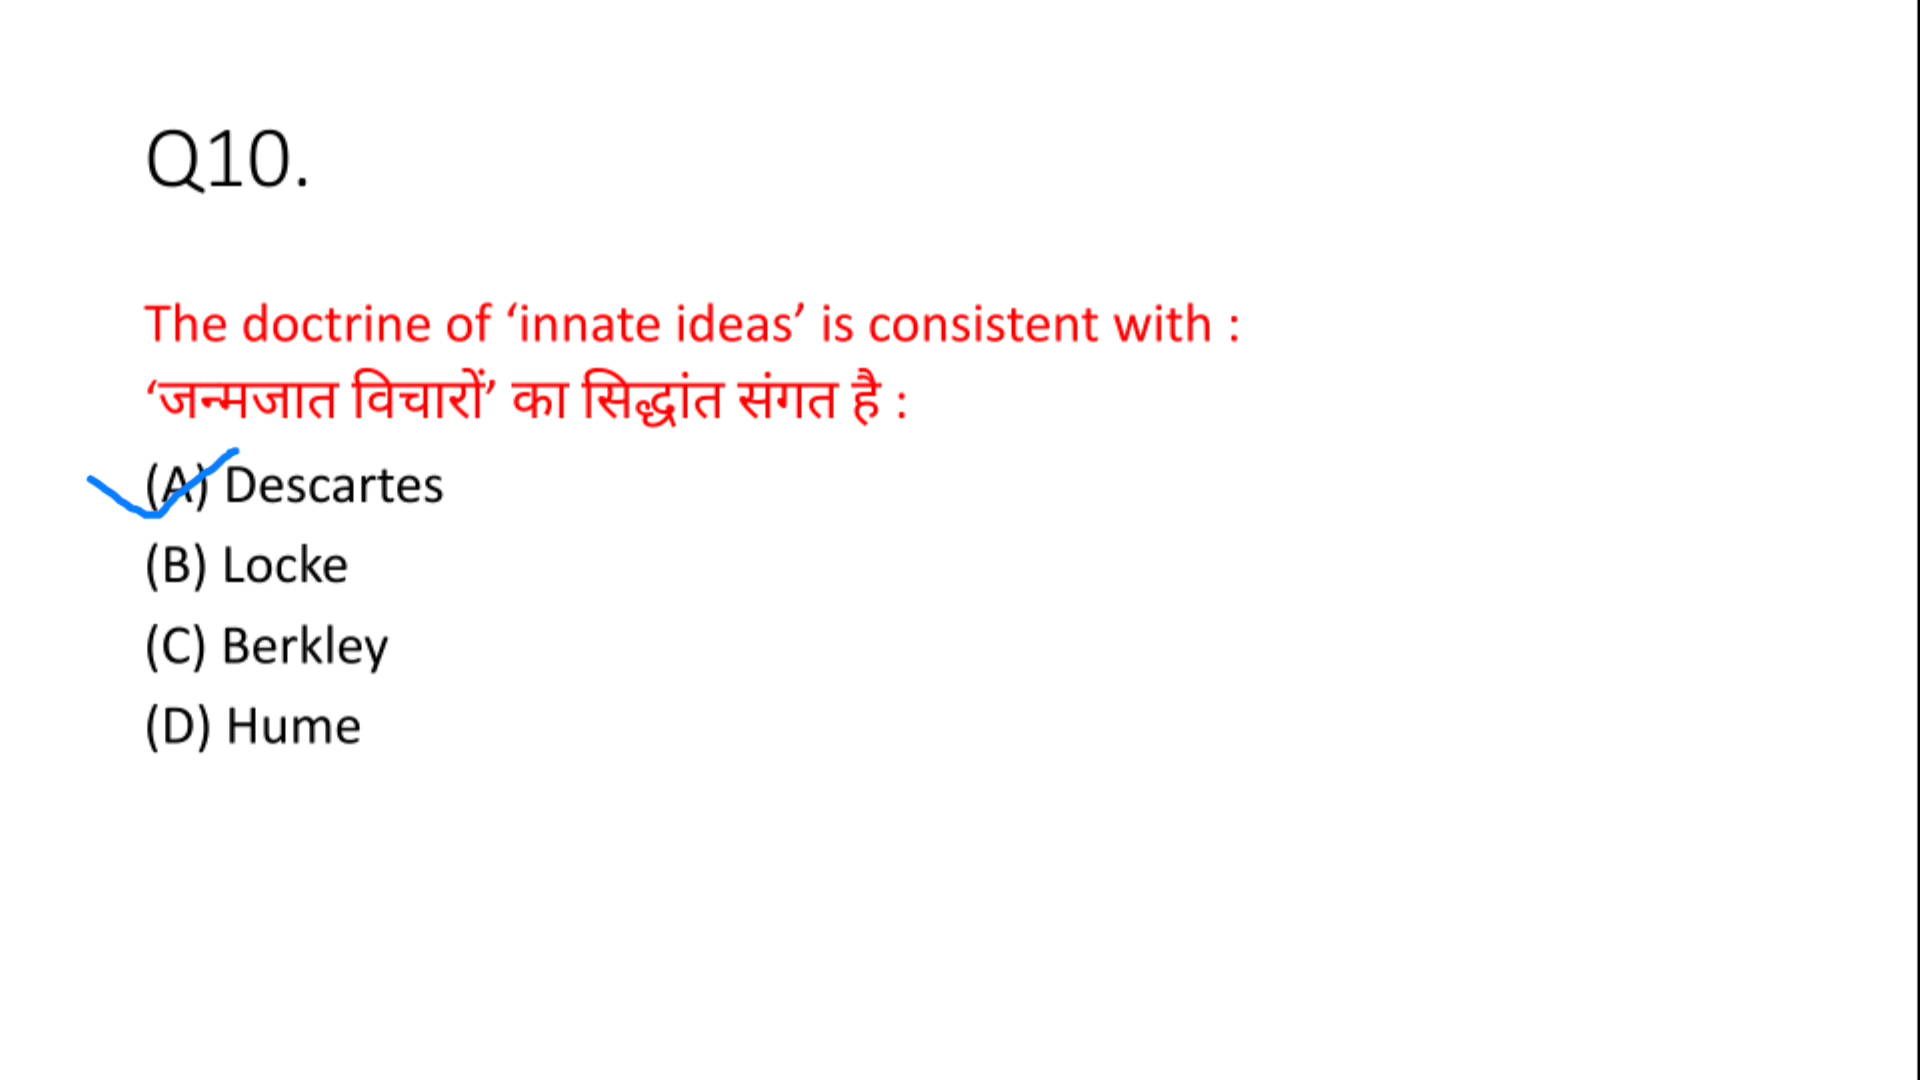 Q10.
The doctrine of ‘innate ideas’ is consistent with :
‘जन्मजात विचारों’ का सिद्धांत संगत है :
(A) Descartes
(B) Locke
(C) Berkley
(D) Hume